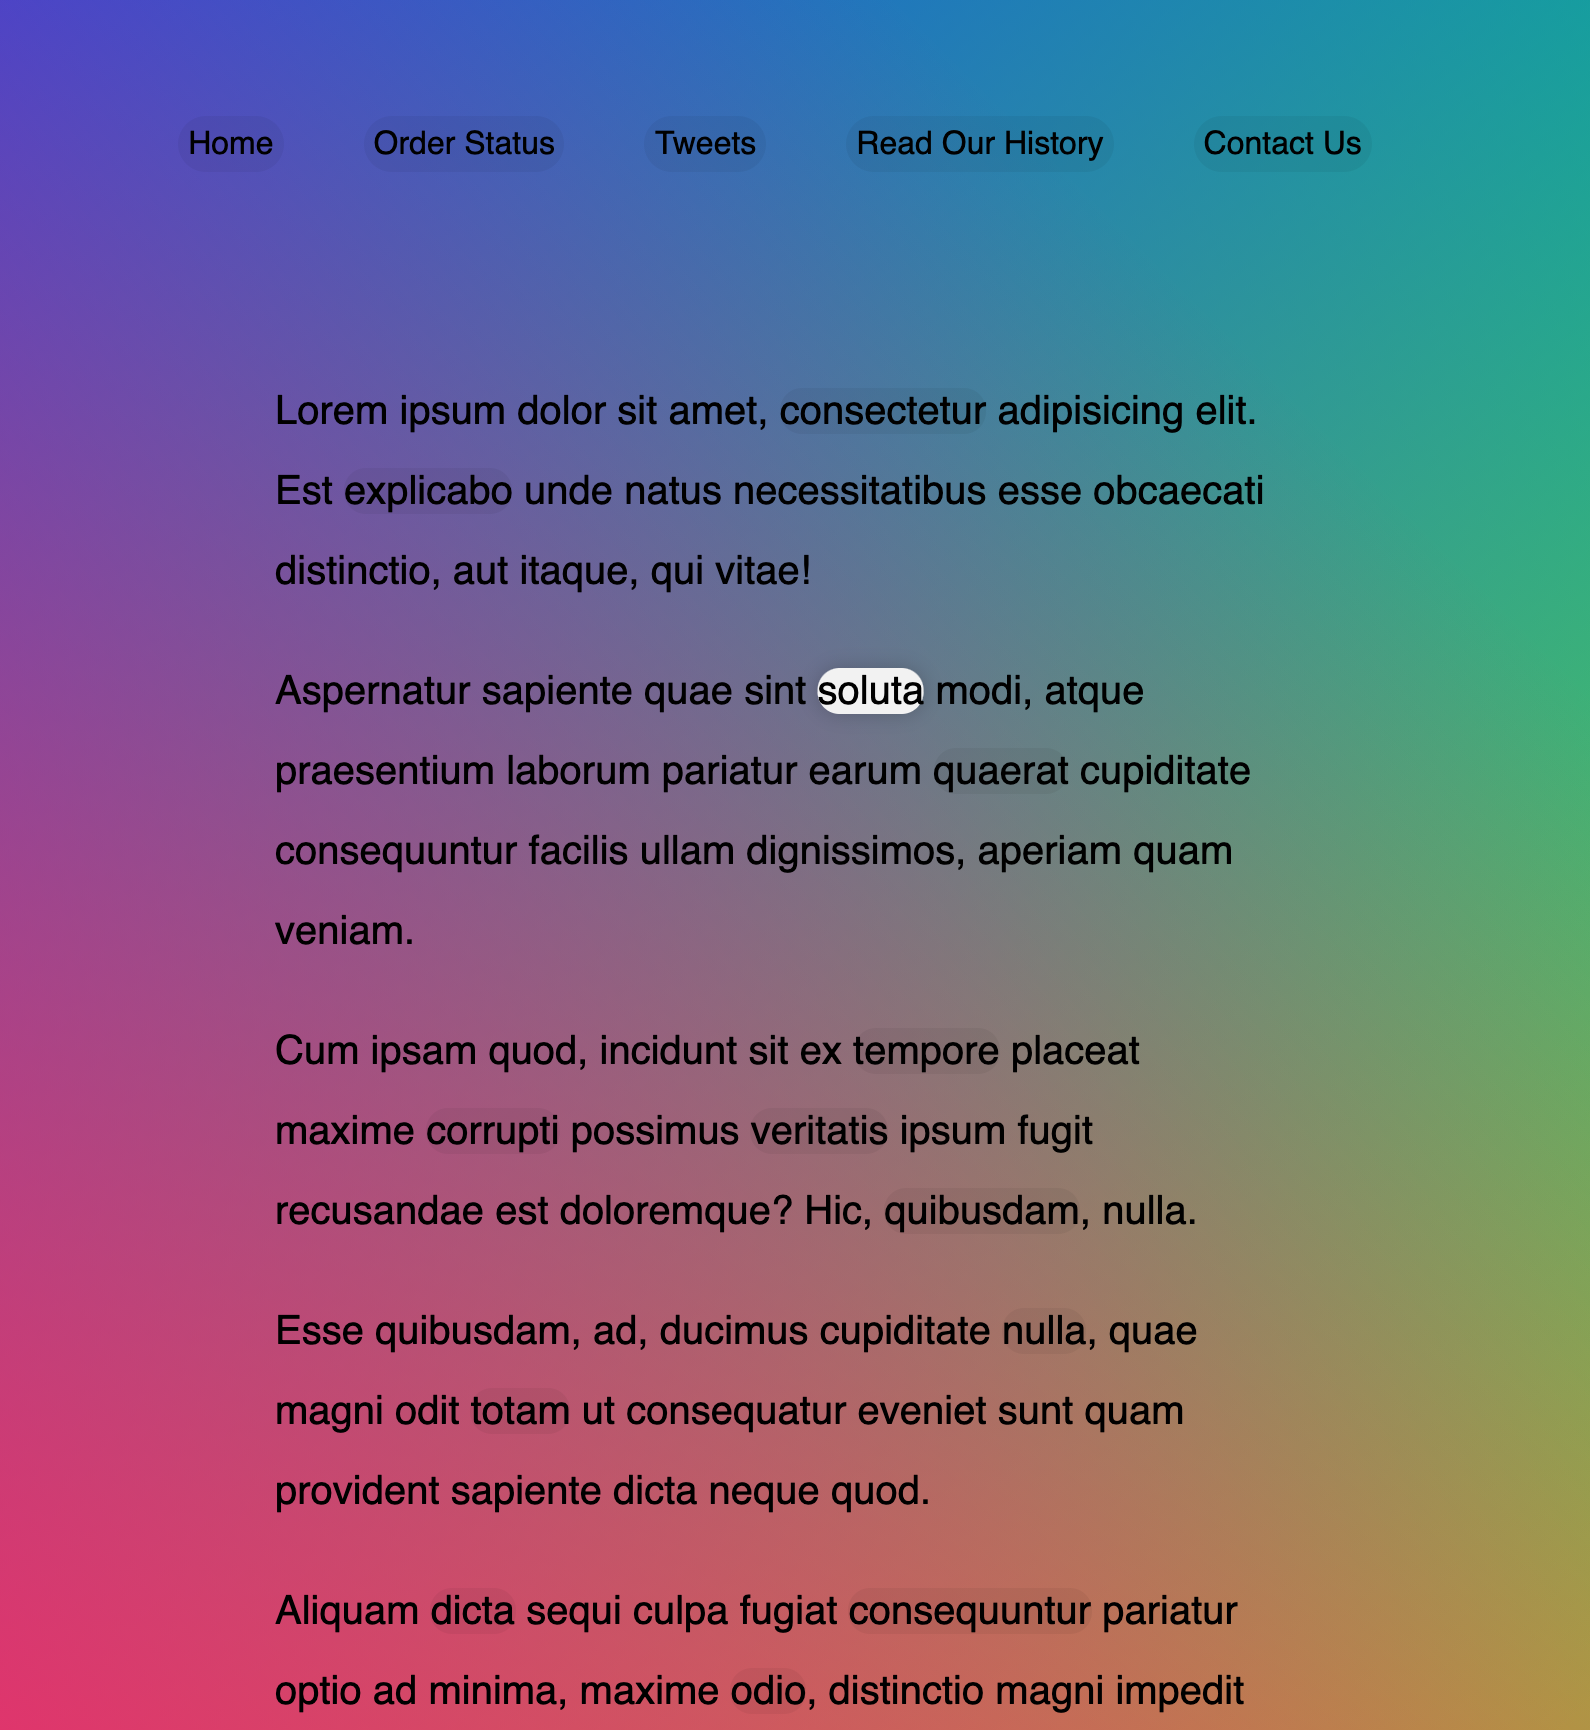 Home Order Status Tweets Read Our History Contact Us
Lorem ipsum dolor sit amet, consectetur adipisicing elit.
Est explicabo unde natus necessitatibus esse obcaecati
distinctio, aut itaque, qui vitae!
Aspernatur sapiente quae sint soluta modi, atque
praesentium laborum pariatur earum quaerat cupiditate
consequuntur facilis ullam dignissimos, aperiam quam
veniam.
Cum ipsam quod, incidunt sit ex tempore placeat
maxime corrupti possimus veritatis ipsum fugit
recusandae est doloremque? Hic, quibusdam, nulla.
Esse quibusdam, ad, ducimus cupiditate nulla, quae
magni odit totam ut consequatur eveniet sunt quam
provident sapiente dicta neque quod.
Aliquam dicta sequi culpa fugiat consequuntur pariatur
optio ad minima, maxime odio, distinctio magni impedit